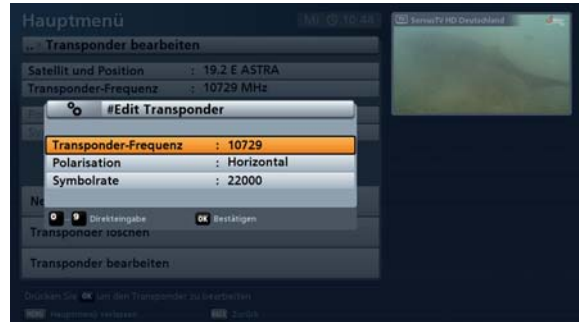 Hauptmenü
(Mi) 10:44
ServusTV HD Deutschland
.. Transponder bearbeiten
Satellit und Position : 19.2 E ASTRA
Transponder-Frequenz : 10729 MHz
#Edit Transponder
Transponder-Frequenz : 10729
Polarisation : Horizontal
Symbolrate : 22000
Ne
0 - 9 Direkteingabe OK Bestätigen
Transponder löschen
Transponder bearbeiten
Drücken Sie OK um den Transponder zu bearbeiten
MENU Hauptmenü verlassen BACK Zurück